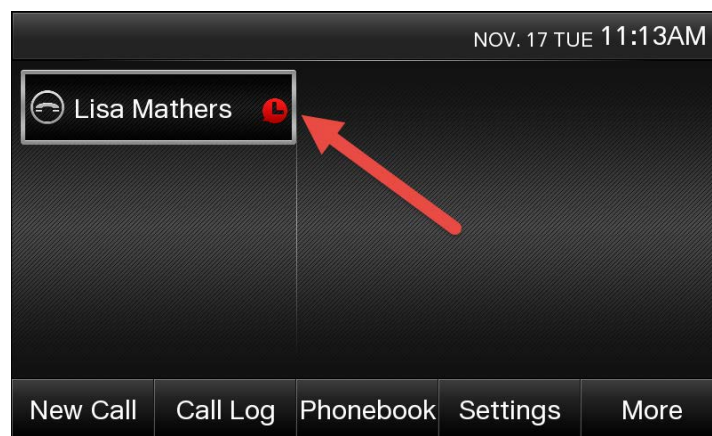 NOV. 17 TUE 11:13AM
Lisa Mathers
New Call Call Log Phonebook Settings More